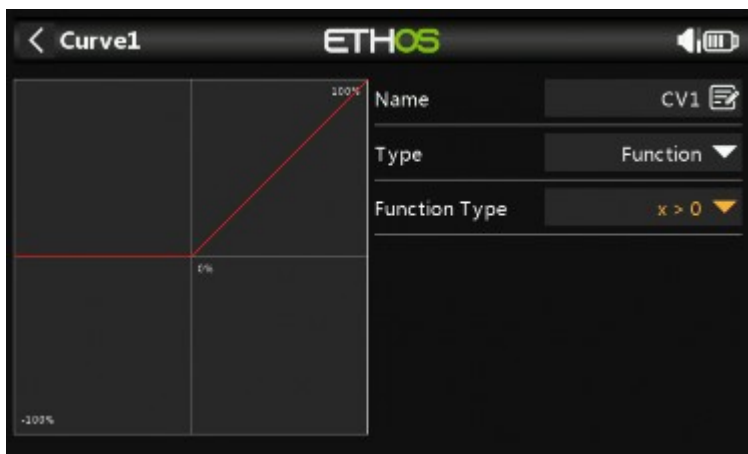 Curve1
ETHOS
100%
0%
-100%
Name CV1
Type Function
Function Type x > 0